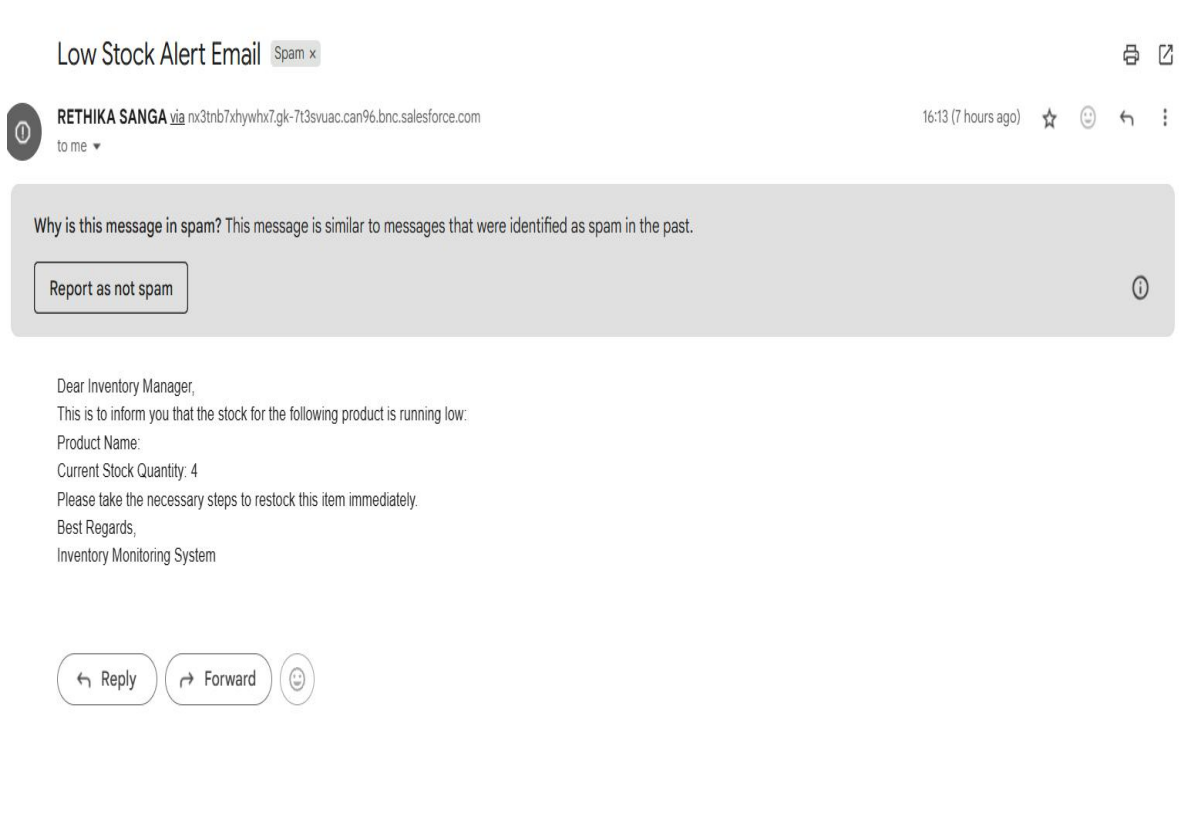 Low Stock Alert Email Spam ×
RETHIKA SANGA via nx3tnb7xhywhx7.gk-7t3svuac.can96.bnc.salesforce.com 16:13 (7 hours ago)
to me
Why is this message in spam? This message is similar to messages that were identified as spam in the past.
Report as not spam
Dear Inventory Manager,
This is to inform you that the stock for the following product is running low:
Product Name:
Current Stock Quantity: 4
Please take the necessary steps to restock this item immediately.
Best Regards,
Inventory Monitoring System
Reply Forward